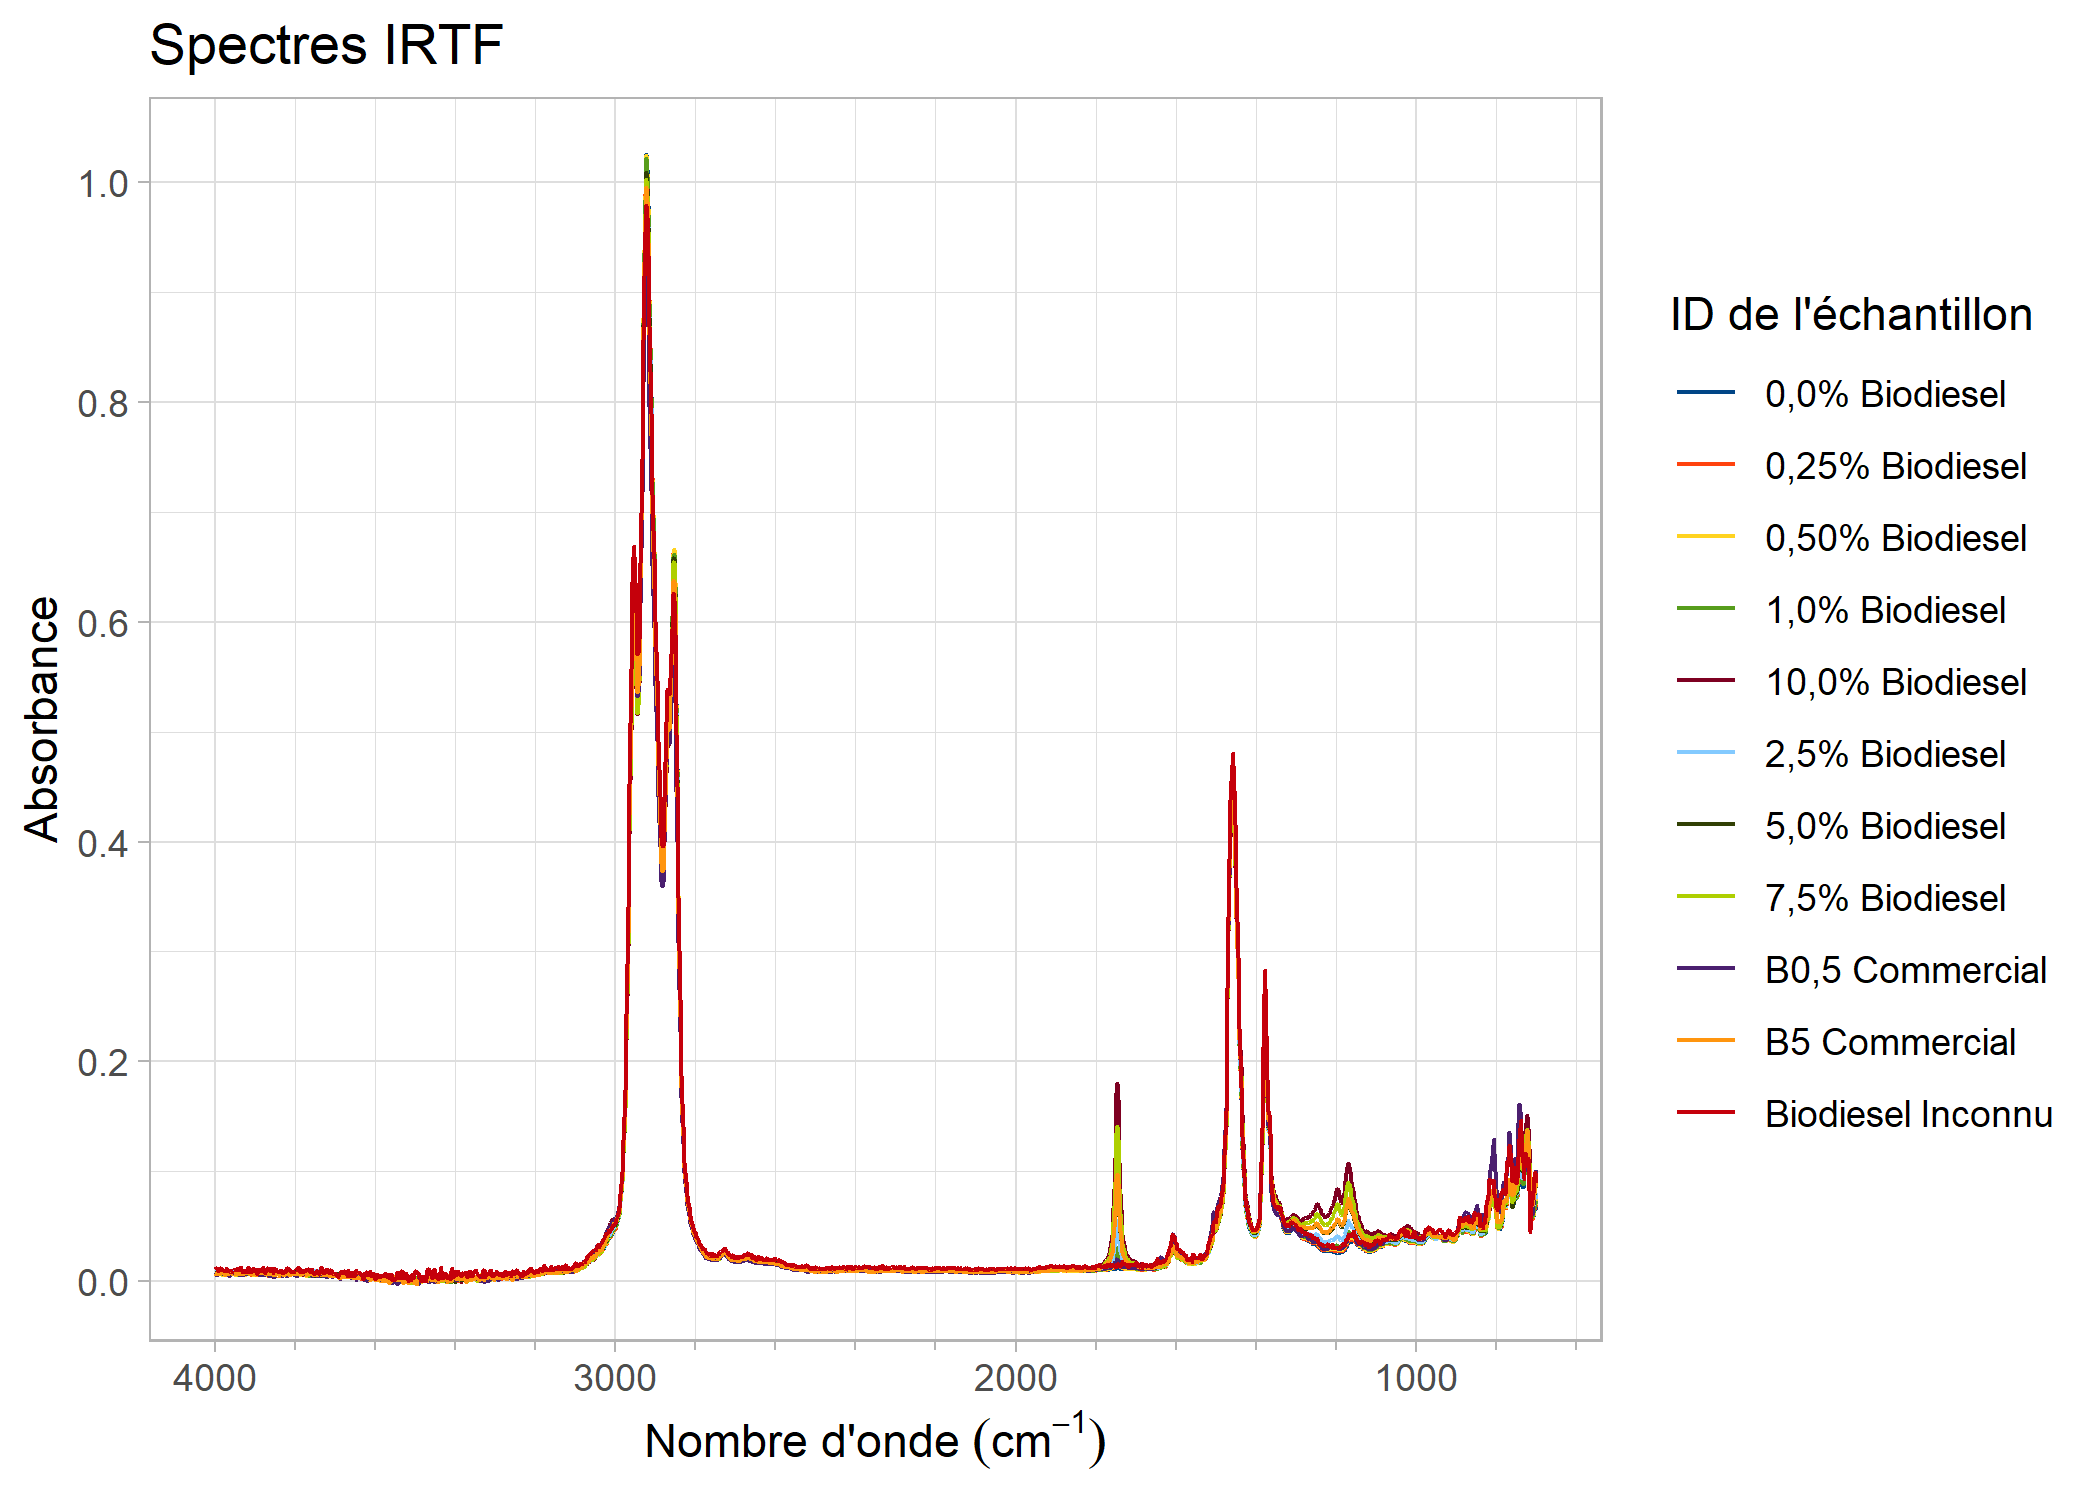 Spectres IRTF
Absorbance
1.0
0.8
0.6
0.4
0.2
0.0
4000
3000
2000
1000
Nombre d'onde (cm⁻¹)
ID de l'échantillon
0,0% Biodiesel
0,25% Biodiesel
0,50% Biodiesel
1,0% Biodiesel
10,0% Biodiesel
2,5% Biodiesel
5,0% Biodiesel
7,5% Biodiesel
B0,5 Commercial
B5 Commercial
Biodiesel Inconnu